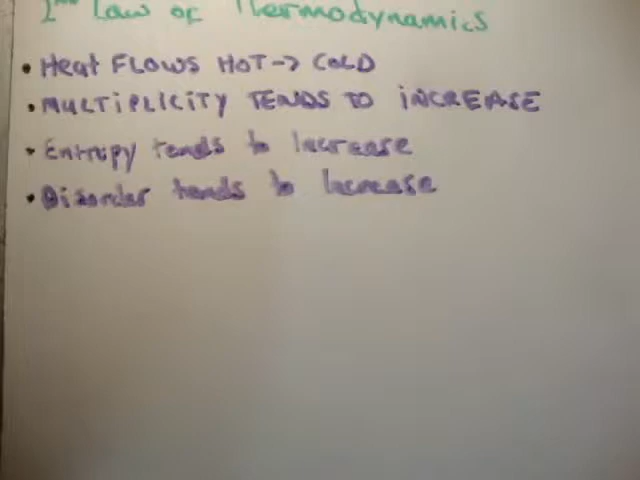 2nd Law of Thermodynamics
• Heat FLOWS HOT -> COLD
• MULTIPLICITY TENDS TO INCREASE
• Entropy tends to Increase
• Disorder tends to Increase